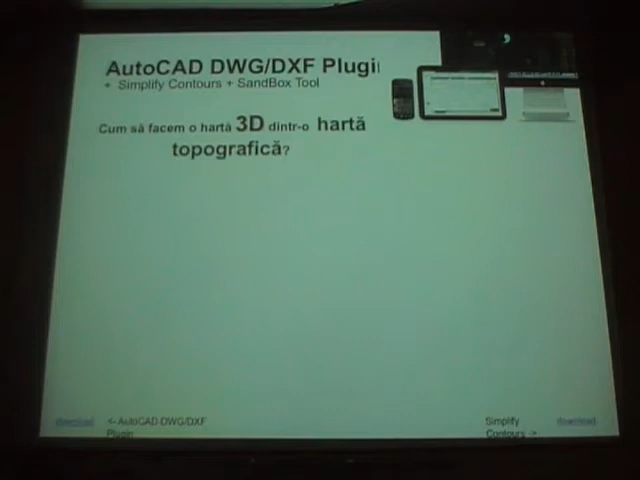 AutoCAD DWG/DXF Plugi
+ Simplify Contours + SandBox Tool
Cum să facem o hartă 3D dintr-o hartă
topografică?
download <- AutoCAD DWG/DXF
Plugin
Simplify
Contours ->
download